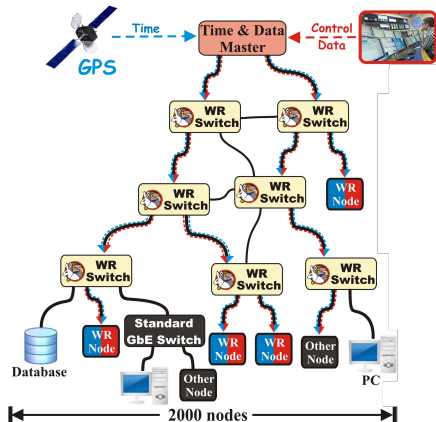 GPS
Time
Time & Data
Master
Control
Data
WR
Switch
WR
Switch
WR
Node
WR
Switch
WR
Switch
WR
Switch
WR
Switch
WR
Switch
Database
WR
Node
Standard
GbE Switch
Other
Node
WR
Node
WR
Node
Other
Node
PC
2000 nodes